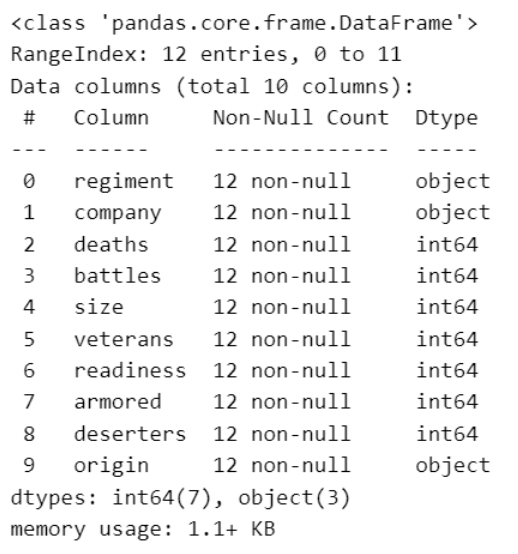 <class 'pandas.core.frame.DataFrame'>
RangeIndex: 12 entries, 0 to 11
Data columns (total 10 columns):
 #   Column     Non-Null Count  Dtype
---  ------     --------------  -----
 0   regiment   12 non-null     object
 1   company    12 non-null     object
 2   deaths     12 non-null     int64
 3   battles    12 non-null     int64
 4   size       12 non-null     int64
 5   veterans   12 non-null     int64
 6   readiness  12 non-null     int64
 7   armored    12 non-null     int64
 8   deserters  12 non-null     int64
 9   origin     12 non-null     object
dtypes: int64(7), object(3)
memory usage: 1.1+ KB